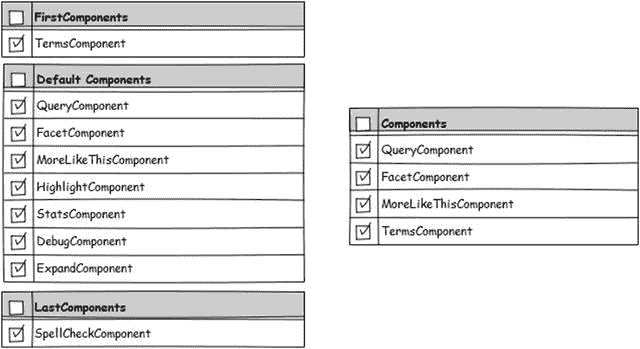 FirstComponents
TermsComponent
Default Components
QueryComponent
FacetComponent
MoreLikeThisComponent
HighlightComponent
StatsComponent
DebugComponent
ExpandComponent
LastComponents
SpellCheckComponent
Components
QueryComponent
FacetComponent
MoreLikeThisComponent
TermsComponent